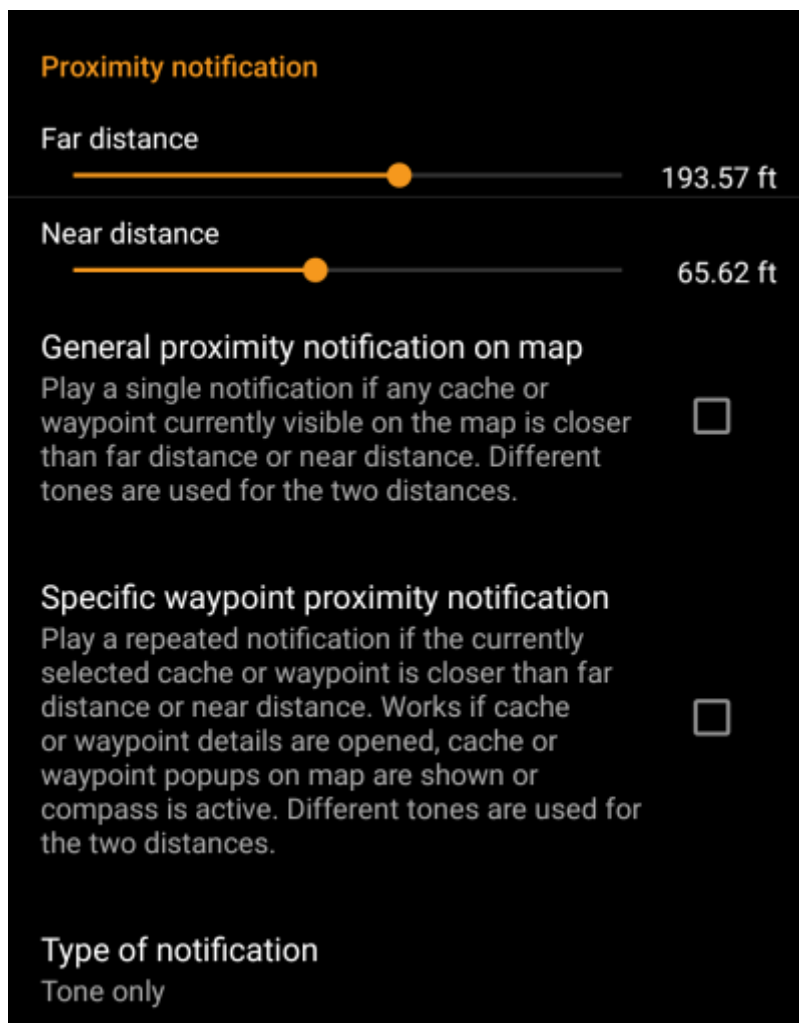 Proximity notification
Far distance
193.57 ft
Near distance
65.62 ft
General proximity notification on map
Play a single notification if any cache or
waypoint currently visible on the map is closer
than far distance or near distance. Different
tones are used for the two distances.
Specific waypoint proximity notification
Play a repeated notification if the currently
selected cache or waypoint is closer than far
distance or near distance. Works if cache
or waypoint details are opened, cache or
waypoint popups on map are shown or
compass is active. Different tones are used for
the two distances.
Type of notification
Tone only